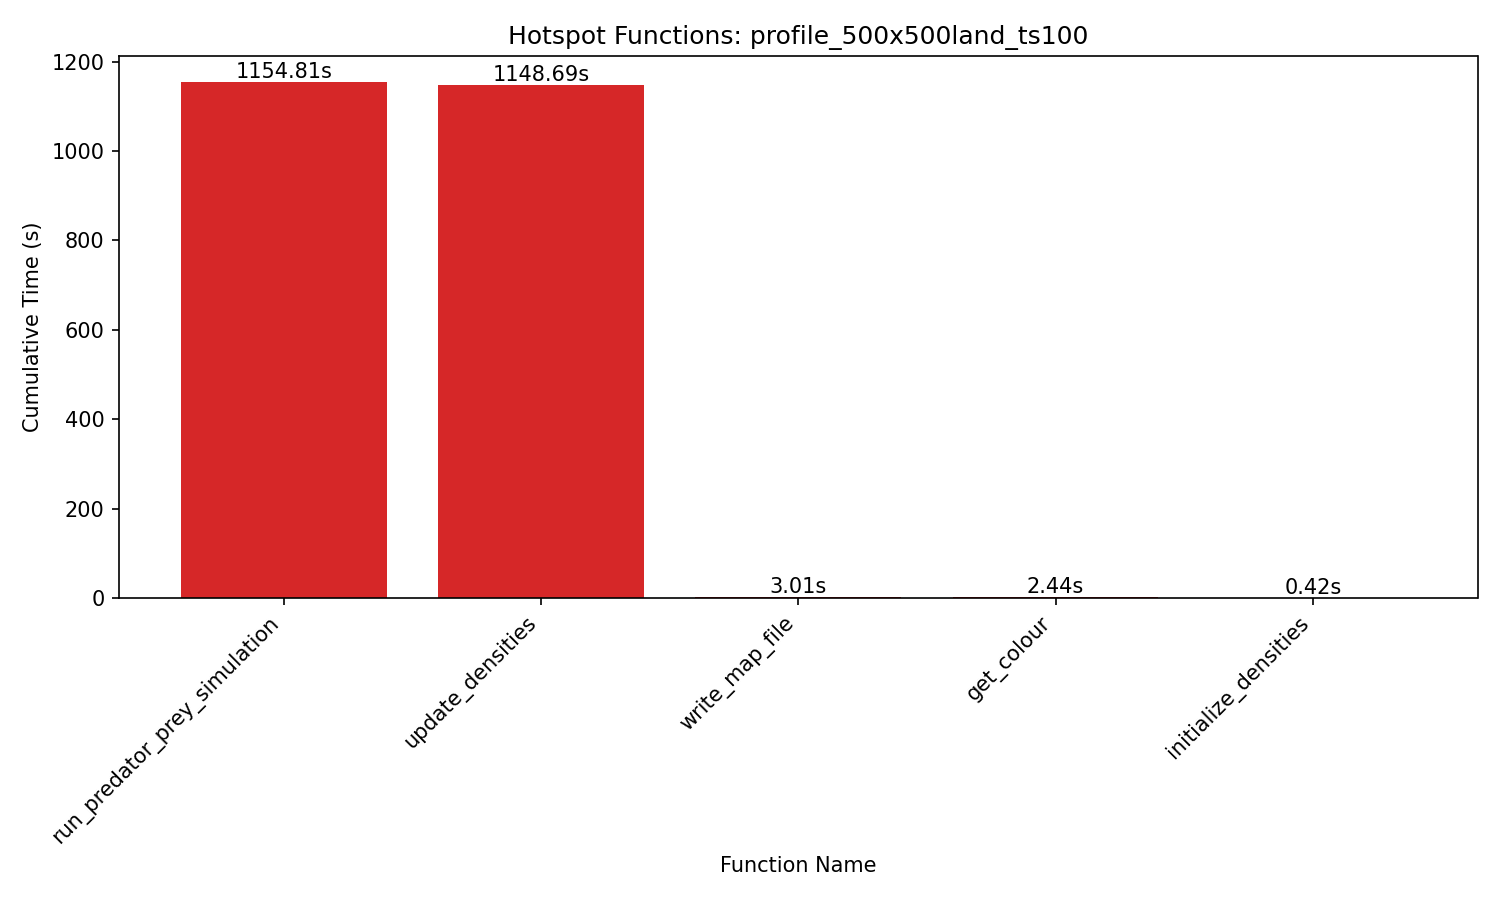 Hotspot Functions: profile_500x500land_ts100
Cumulative Time (s)
1200
1000
800
600
400
200
0
1154.81s
1148.69s
3.01s
2.44s
0.42s
run_predator_prey_simulation
update_densities
write_map_file
get_colour
initialize_densities
Function Name